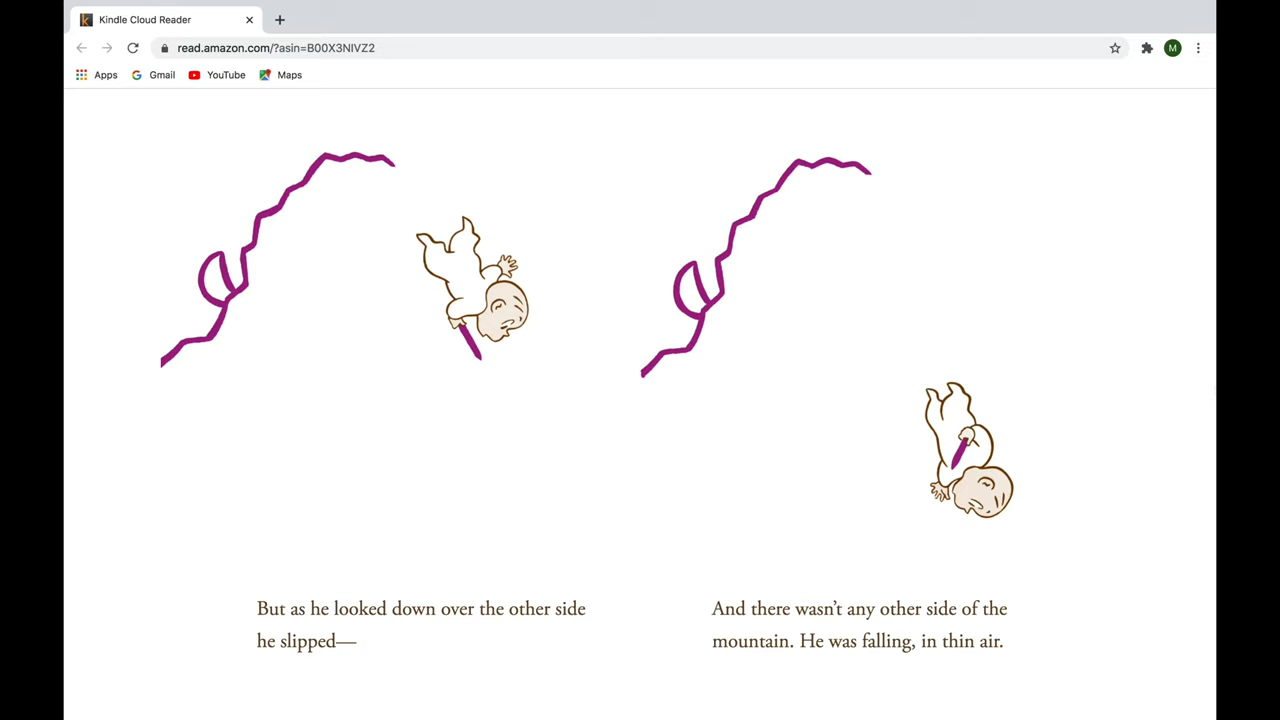 Kindle Cloud Reader
read.amazon.com/?asin=B00X3NIVZ2
M
Apps Gmail YouTube Maps
But as he looked down over the other side
he slipped—
And there wasn't any other side of the
mountain. He was falling, in thin air.